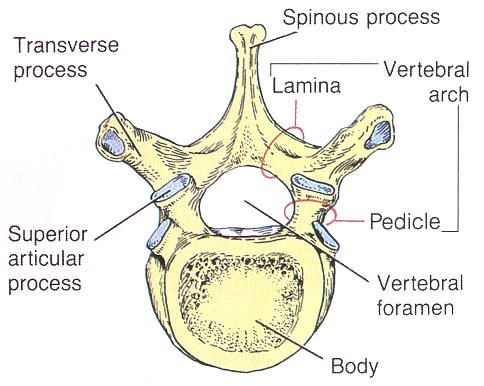 Spinous process
Transverse
process
Lamina
Vertebral
arch
Pedicle
Superior
articular
process
Vertebral
foramen
Body